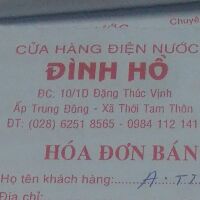 Chuyê
CỬA HÀNG ĐIỆN NƯỚC
ĐÌNH HỒ
ĐC: 10/1D Đặng Thúc Vịnh
Ấp Trung Đông - Xã Thới Tam Thôn
ĐT: (028) 6251 8565 - 0984 112 141
HÓA ĐƠN BÁN
Họ tên khách hàng:
Địa chỉ: